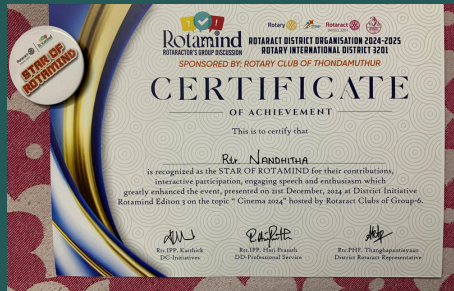 Rotamind
ROTARACTOR'S GROUP DISCUSSION
Rotary
Rotaract
ROTARACT DISTRICT ORGANISATION 2024-2025
ROTARY INTERNATIONAL DISTRICT 3201
SPONSORED BY: ROTARY CLUB OF THONDAMUTHUR
STAR OF
ROTAMIND
CERTIFICATE
OF ACHIEVEMENT
This is to certify that
Rtr. NANDHITHA
is recognized as the STAR OF ROTAMIND for their contributions,
interactive participation, engaging speech and enthusiasm which
greatly enhanced the event, presented on 21st December, 2024 at District Initiative
Rotamind Editon 3 on the topic " Cinema 2024" hosted by Rotaract Clubs of Group-6.
Rtr.IPP. Karthick
DC-Initiatives
Rtr.IPP. Hari Prasath
DD-Professional Service
Rtr.PHF. Thanghapantieyaan
District Rotaract Representative